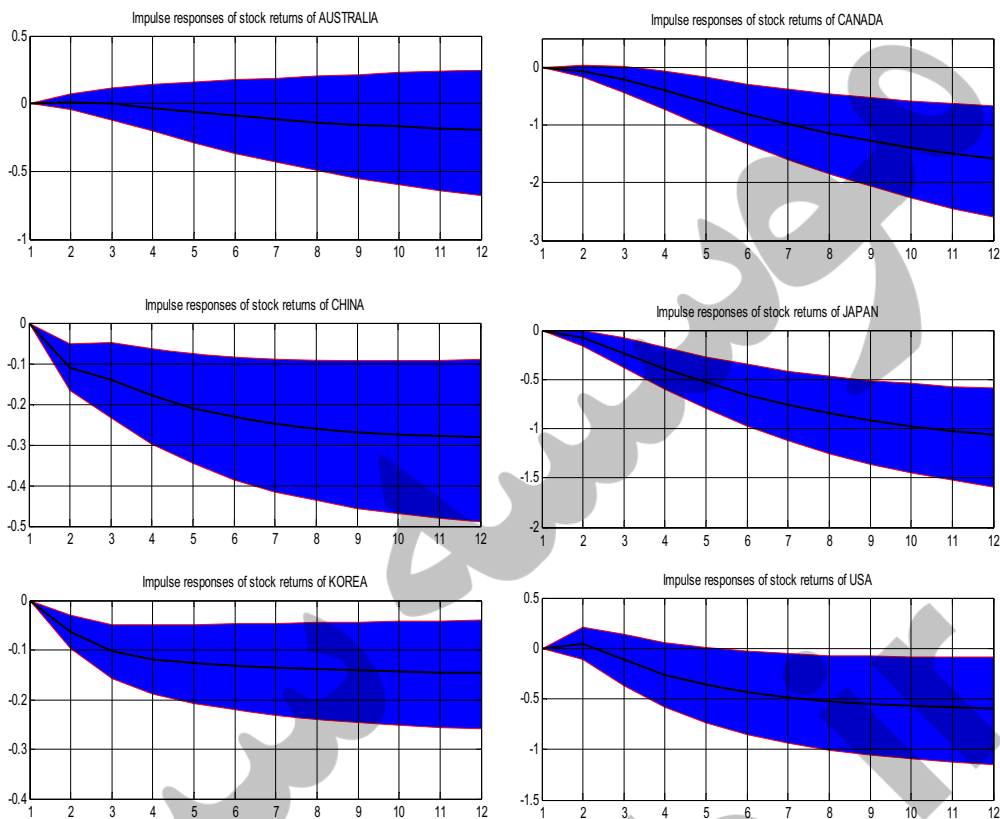 Impulse responses of stock returns of AUSTRALIA
0.5
0
-0.5
-1
1 2 3 4 5 6 7 8 9 10 11 12
Impulse responses of stock returns of CANADA
0
-1
-2
-3
1 2 3 4 5 6 7 8 9 10 11 12
Impulse responses of stock returns of CHINA
0
-0.1
-0.2
-0.3
-0.4
-0.5
1 2 3 4 5 6 7 8 9 10 11 12
Impulse responses of stock returns of JAPAN
0
-0.5
-1
-1.5
-2
1 2 3 4 5 6 7 8 9 10 11 12
Impulse responses of stock returns of KOREA
0
-0.1
-0.2
-0.3
-0.4
1 2 3 4 5 6 7 8 9 10 11 12
Impulse responses of stock returns of USA
0.5
0
-0.5
-1
-1.5
1 2 3 4 5 6 7 8 9 10 11 12